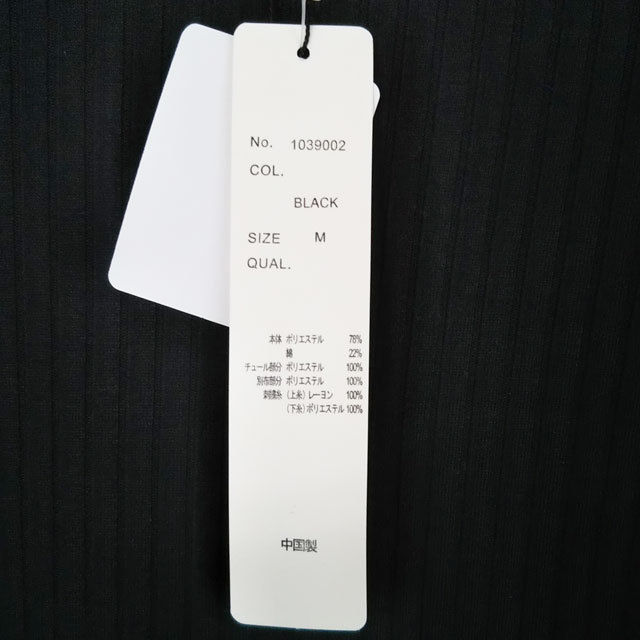 No. 1039002
COL.
BLACK
SIZE M
QUAL.
本体 ポリエステル 78%
綿 22%
チュール部分 ポリエステル 100%
別布部分 ポリエステル 100%
刺繍糸 (上糸) レーヨン 100%
(下糸) ポリエステル 100%
中国製